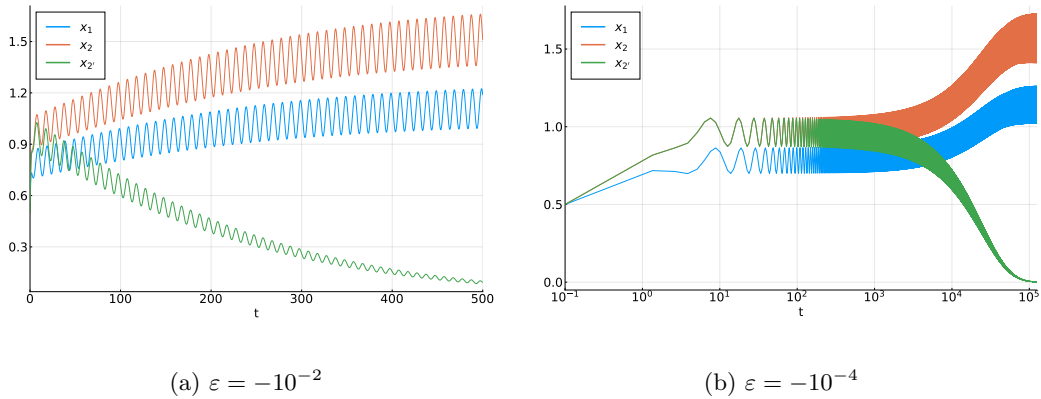 x₁
x₂
x₂′
1.5
1.2
0.9
0.6
0.3
0 100 200 300 400 500
t
x₁
x₂
x₂′
1.5
1.0
0.5
0.0
10⁻¹ 10⁰ 10¹ 10² 10³ 10⁴ 10⁵
t
(a) ε = −10⁻²
(b) ε = −10⁻⁴